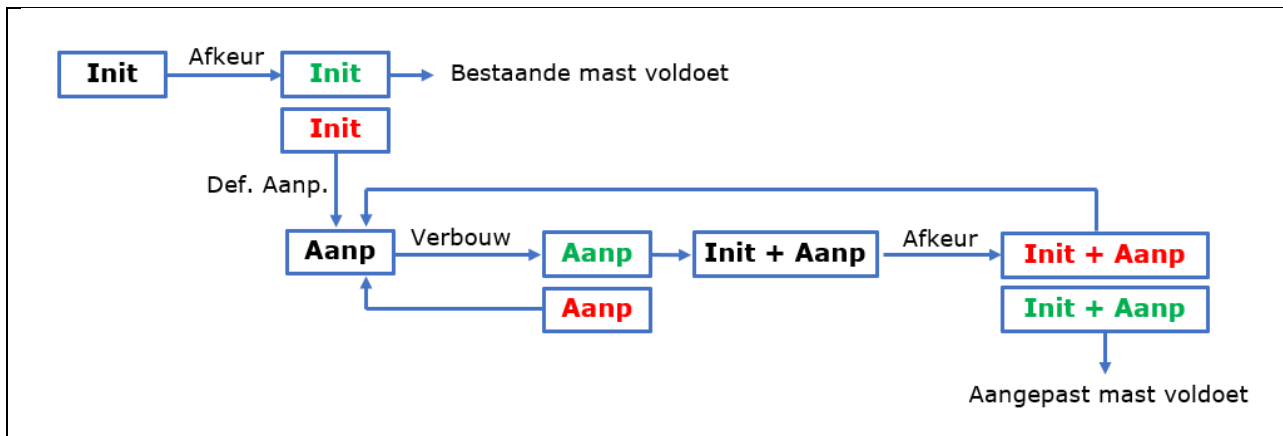 Afkeur
Init
Init
Bestaande mast voldoet
Init
Def. Aanp.
Aanp
Verbouw
Aanp
Init + Aanp
Afkeur
Init + Aanp
Aanp
Init + Aanp
Aangepast mast voldoet